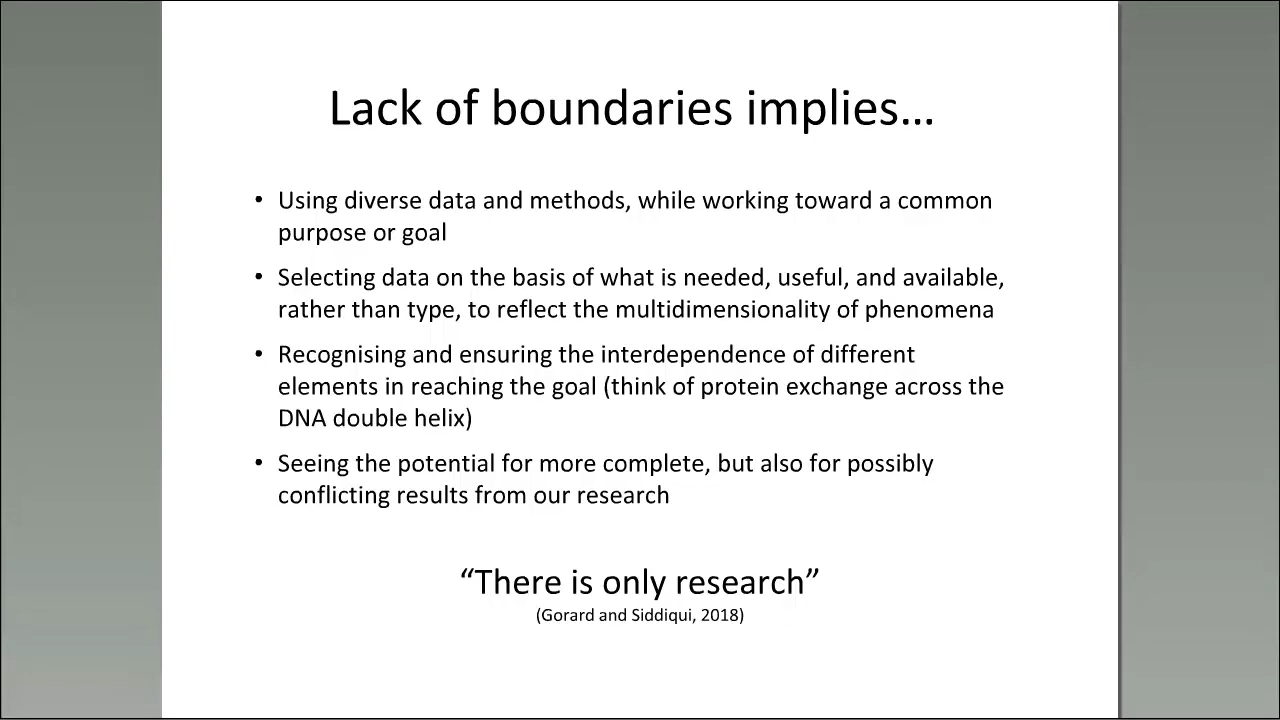 Lack of boundaries implies…
• Using diverse data and methods, while working toward a common
purpose or goal
• Selecting data on the basis of what is needed, useful, and available,
rather than type, to reflect the multidimensionality of phenomena
• Recognising and ensuring the interdependence of different
elements in reaching the goal (think of protein exchange across the
DNA double helix)
• Seeing the potential for more complete, but also for possibly
conflicting results from our research
“There is only research”
(Gorard and Siddiqui, 2018)